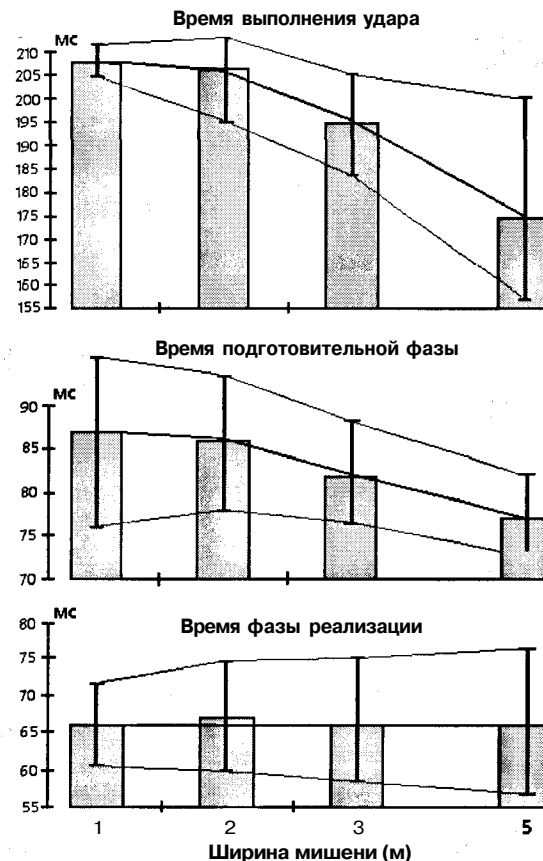 Время выполнения удара
мс
210
205
200
195
190
185
180
175
170
165
160
155
Время подготовительной фазы
мс
90
85
80
75
70
Время фазы реализации
мс
80
75
70
65
60
55
1 2 3 5
Ширина мишени (м)